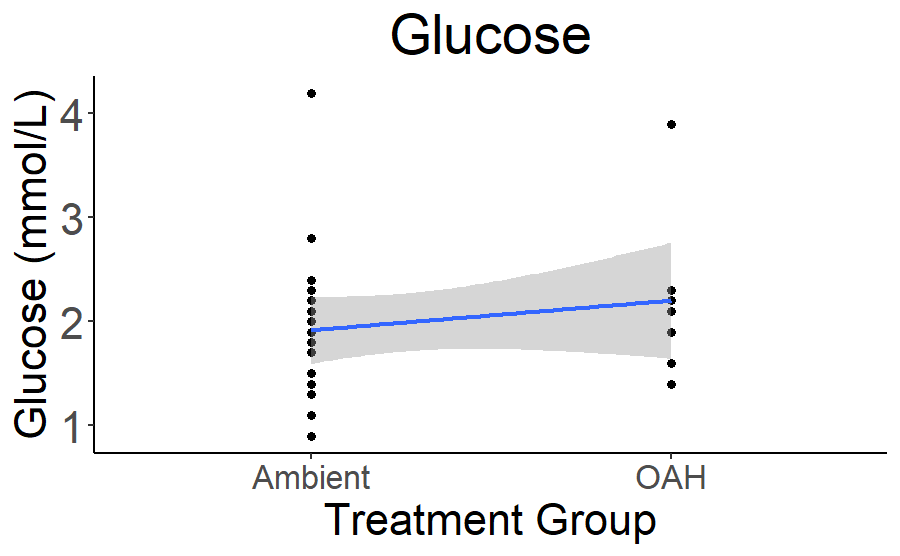 Glucose
Glucose (mmol/L)
4
3
2
1
Ambient OAH
Treatment Group